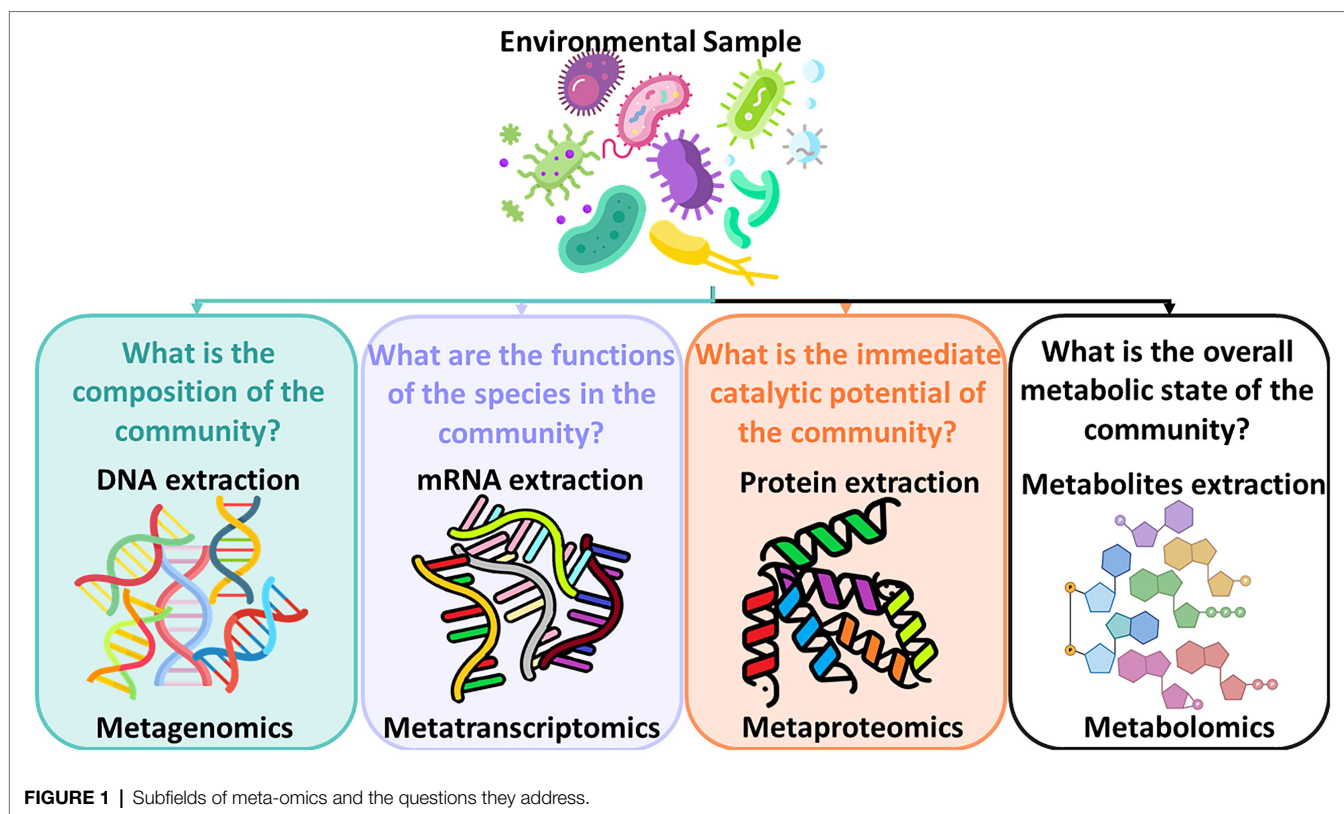 Environmental Sample
What is the
composition of the
community?
DNA extraction
Metagenomics
What are the functions
of the species in the
community?
mRNA extraction
Metatranscriptomics
What is the immediate
catalytic potential of
the community?
Protein extraction
Metaproteomics
What is the overall
metabolic state of the
community?
Metabolites extraction
P
P
P P P
P
P
P P
P
Metabolomics
FIGURE 1 | Subfields of meta-omics and the questions they address.